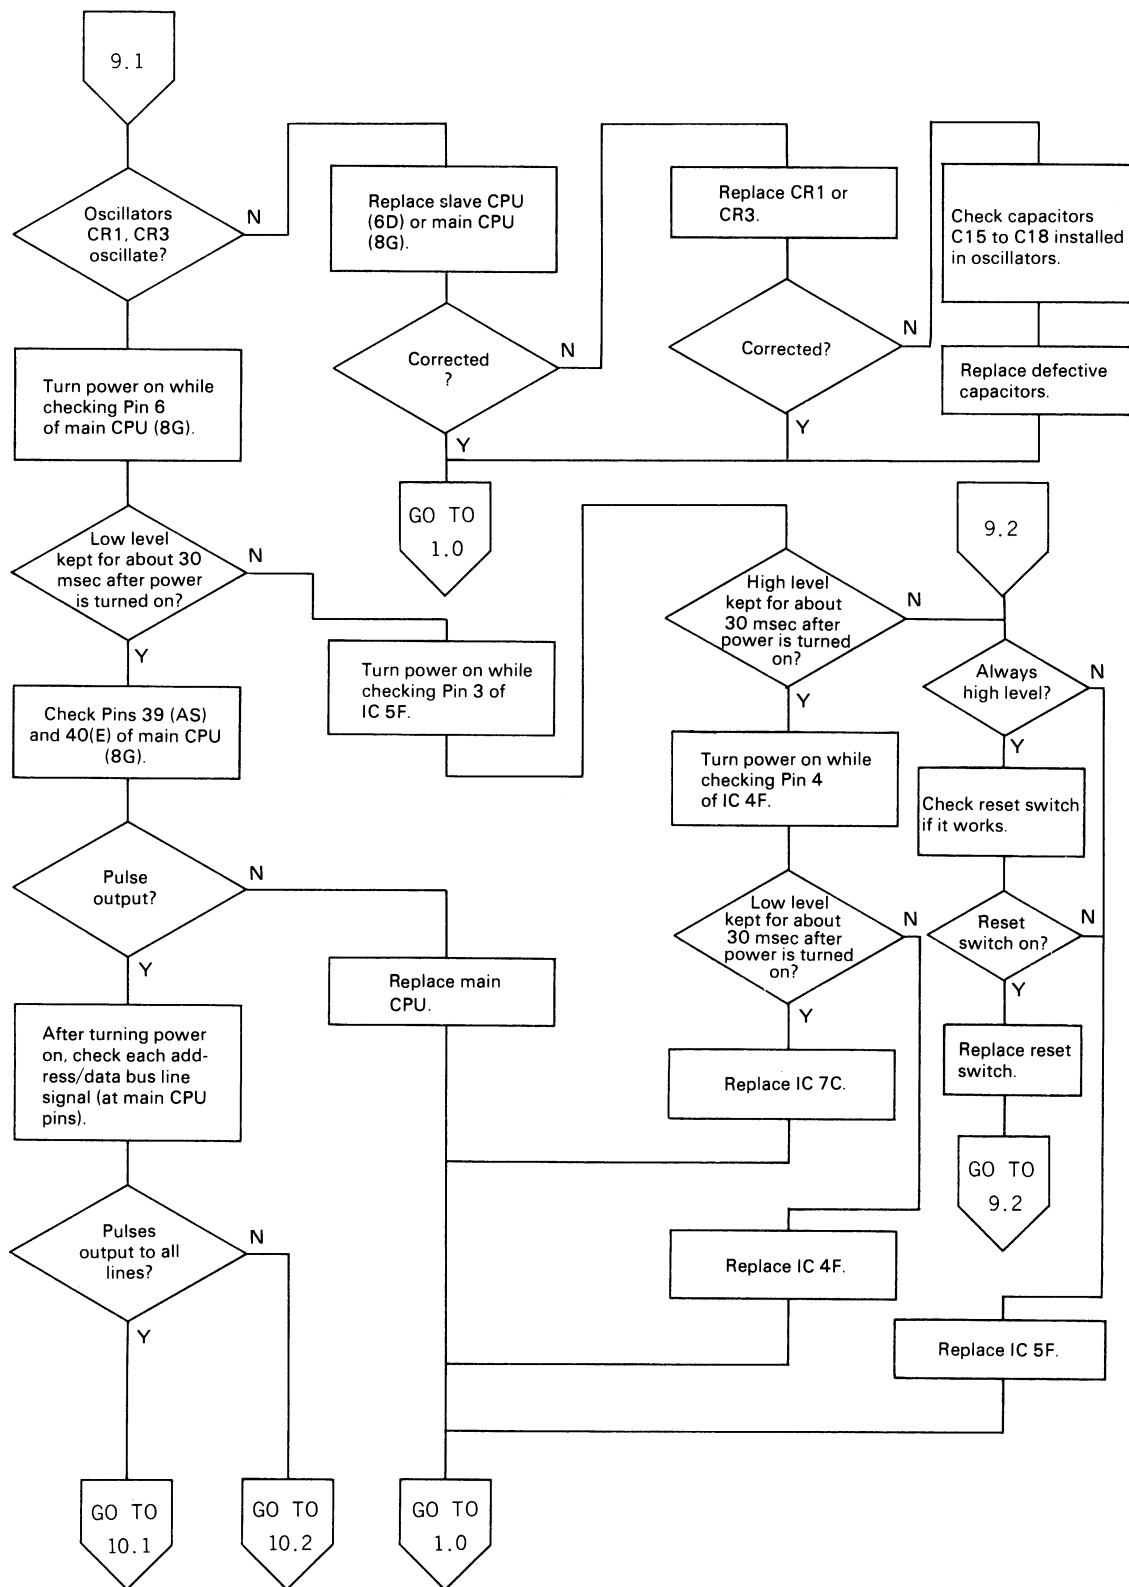 9.1
Oscillators
CR1, CR3
oscillate?
N
Turn power on while
checking Pin 6
of main CPU (8G).
Low level
kept for about 30
msec after power
is turned on?
N
Y
Check Pins 39 (AS)
and 40(E) of main CPU
(8G).
Pulse
output?
N
Y
After turning power
on, check each add-
ress/data bus line
signal (at main CPU
pins).
Pulses
output to all
lines?
N
Y
GO TO
10.1
GO TO
10.2
Replace slave CPU
(6D) or main CPU
(8G).
Corrected
?
N
Y
GO TO
1.0
Replace CR1 or
CR3.
Corrected?
N
Y
Check capacitors
C15 to C18 installed
in oscillators.
Replace defective
capacitors.
Turn power on while
checking Pin 3 of
IC 5F.
High level
kept for about
30 msec after
power is turned
on?
N
Y
Turn power on while
checking Pin 4
of IC 4F.
Low level
kept for about
30 msec after
power is turned
on?
N
Y
Replace IC 7C.
Replace IC 4F.
Replace main
CPU.
GO TO
1.0
9.2
Always
high level?
N
Y
Check reset switch
if it works.
Reset
switch on?
N
Y
Replace reset
switch.
GO TO
9.2
Replace IC 5F.